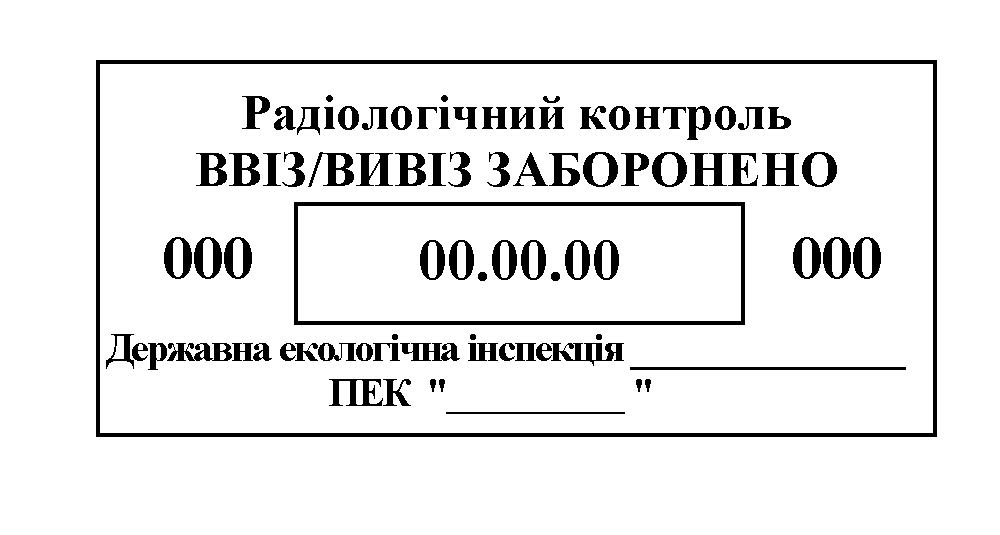 Радіологічний контроль
ВВІЗ/ВИВІЗ ЗАБОРОНЕНО
000 00.00.00 000
Державна екологічна інспекція ______________
ПЕК "_________ "